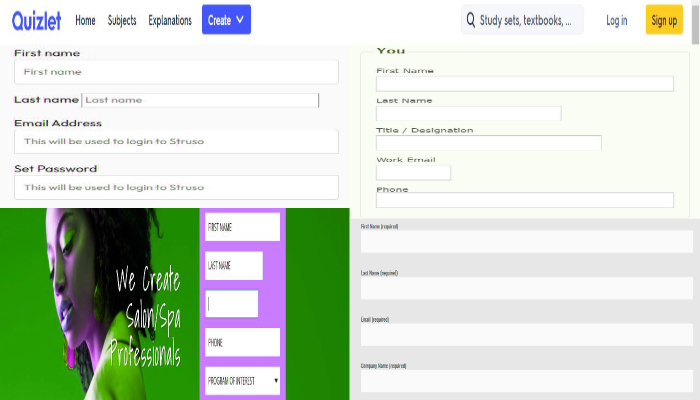 Quizlet Home Subjects Explanations Create Study sets, textbooks, ... Log in Sign up
First name
First name
Last name Last name
Email Address
This will be used to login to Struso
Set Password
This will be used to login to Struso
You
First Name
Last Name
Title / Designation
Work Email
Phone
We Create
Salon/Spa
Professionals
FIRST NAME
LAST NAME
PHONE
PROGRAM OF INTEREST
First Name (required)
Last Name (required)
Email (required)
Company Name (required)